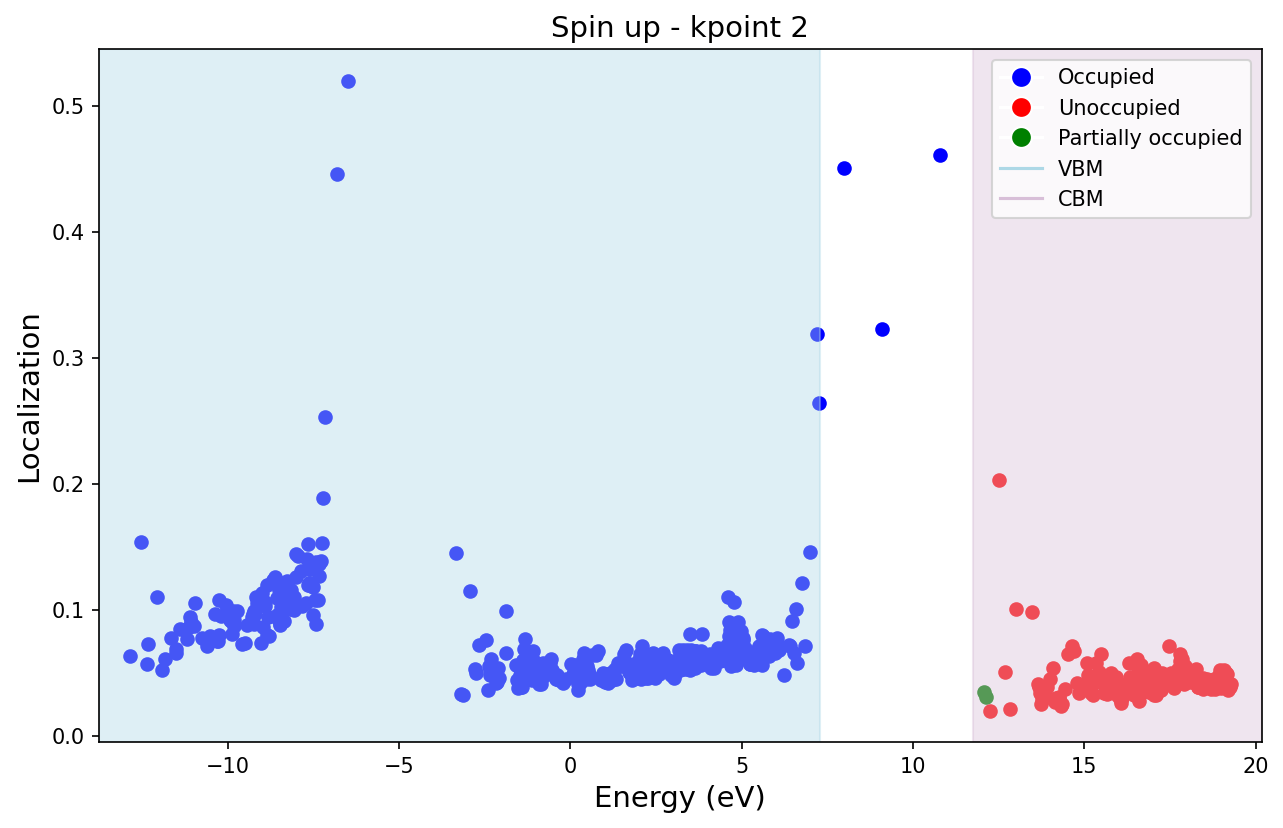 Spin up - kpoint 2
Localization
0.5
0.4
0.3
0.2
0.1
0.0
Occupied
Unoccupied
Partially occupied
VBM
CBM
−10 −5 0 5 10 15 20
Energy (eV)